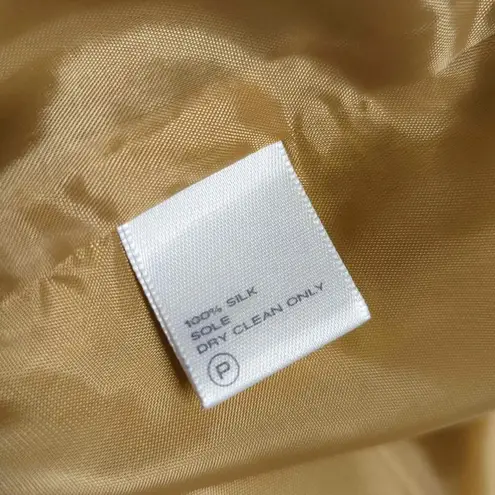 100% SILK
SOLE
DRY CLEAN ONLY
P